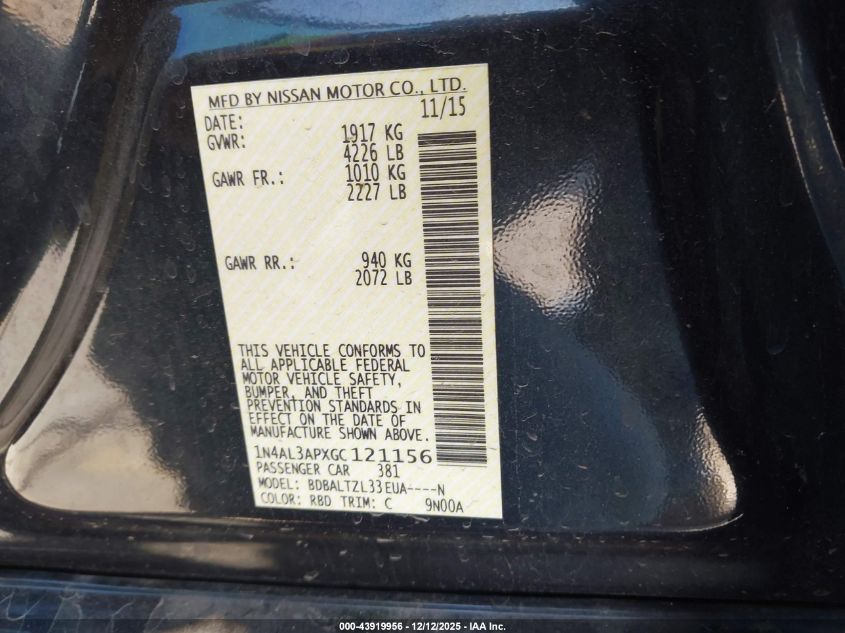 MFD BY NISSAN MOTOR CO., LTD.
DATE: 11/15
GVWR: 1917 KG
4226 LB
GAWR FR.: 1010 KG
2227 LB
GAWR RR.: 940 KG
2072 LB
THIS VEHICLE CONFORMS TO
ALL APPLICABLE FEDERAL
MOTOR VEHICLE SAFETY,
BUMPER, AND THEFT
PREVENTION STANDARDS IN
EFFECT ON THE DATE OF
MANUFACTURE SHOWN ABOVE.
1N4AL3APXGC 121156
PASSENGER CAR 381
MODEL: BDBALTZL33EUA----N
COLOR: RBD TRIM: C 9N00A
000-43919956 - 12/12/2025 - IAA Inc.